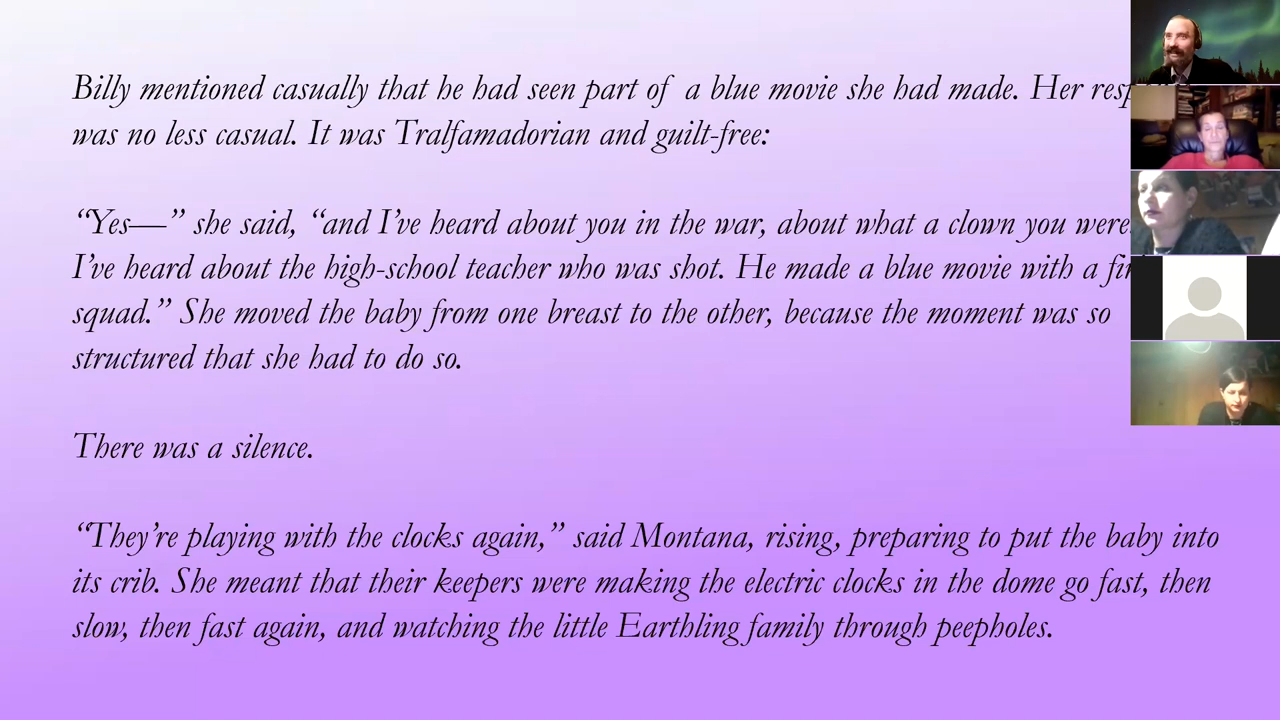 Billy mentioned casually that he had seen part of a blue movie she had made. Her
was no less casual. It was Tralfamadorian and guilt-free:
“Yes—” she said, “and I’ve heard about you in the war, about what a clown you were
I’ve heard about the high-school teacher who was shot. He made a blue movie with a
squad.” She moved the baby from one breast to the other, because the moment was so
structured that she had to do so.
There was a silence.
“They’re playing with the clocks again,” said Montana, rising, preparing to put the baby into
its crib. She meant that their keepers were making the electric clocks in the dome go fast, then
slow, then fast again, and watching the little Earthling family through peepholes.